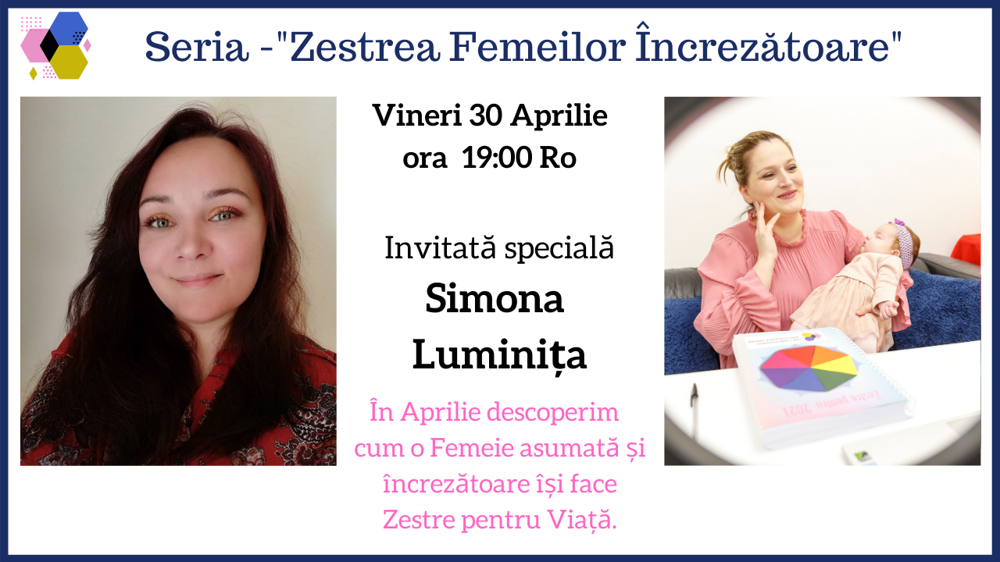 Seria -"Zestrea Femeilor Încrezătoare"
Vineri 30 Aprilie
ora 19:00 Ro
Invitată specială
Simona
Luminița
În Aprilie descoperim
cum o Femeie asumată și
încrezătoare își face
Zestre pentru Viață.
Zestre pentru 2021